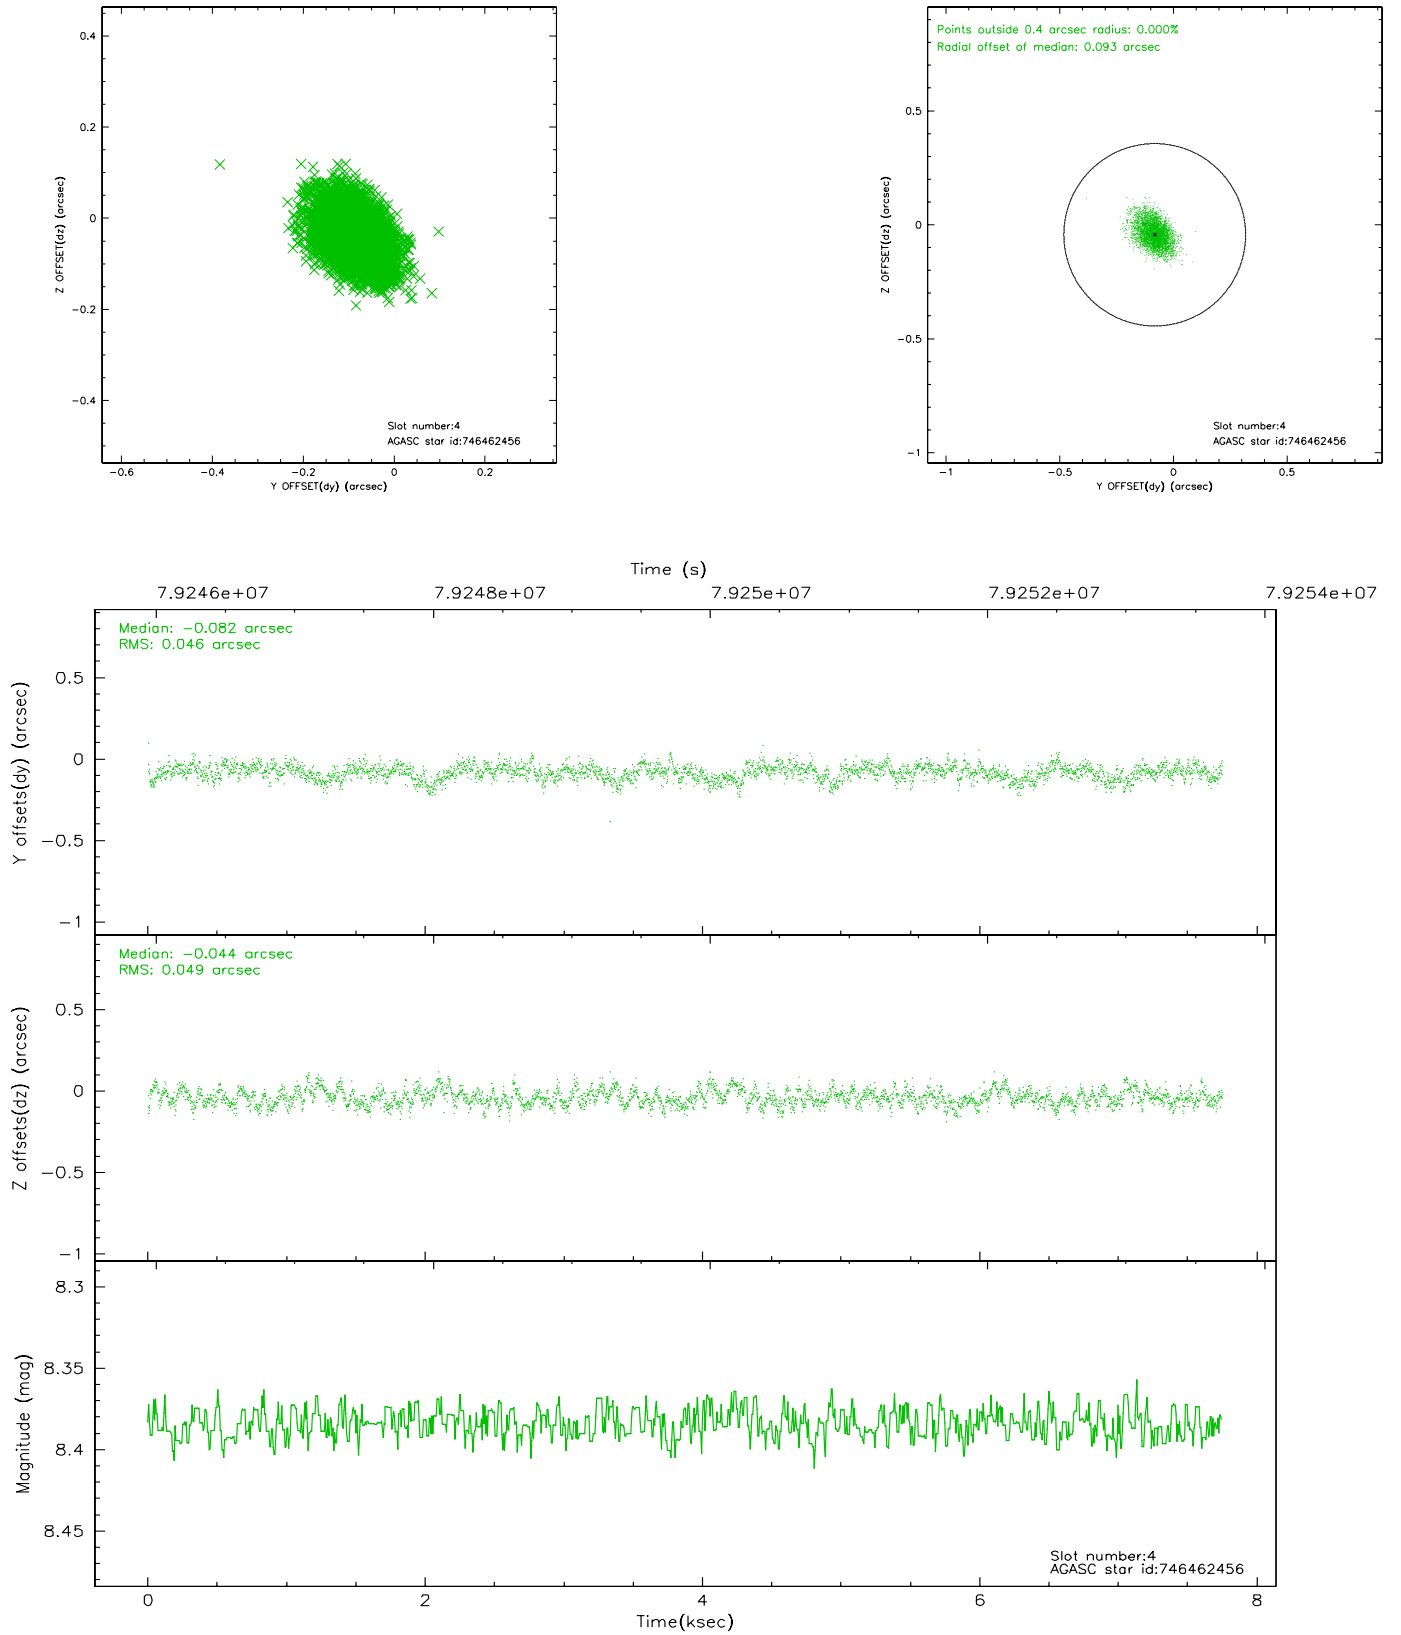 0.4
0.2
0
−0.2
−0.4
Z OFFSET(dz) (arcsec)
Slot number:4
AGASC star id:746462456
−0.6 −0.4 −0.2 0 0.2
Y OFFSET(dy) (arcsec)
Points outside 0.4 arcsec radius: 0.000%
Radial offset of median: 0.093 arcsec
0.5
0
−0.5
−1
Z OFFSET(dz) (arcsec)
Slot number:4
AGASC star id:746462456
−1 −0.5 0 0.5
Y OFFSET(dy) (arcsec)
Time (s)
7.9246e+07 7.9248e+07 7.925e+07 7.9252e+07 7.9254e+07
Median: −0.082 arcsec
RMS: 0.046 arcsec
0.5
0
−0.5
−1
Y offsets(dy) (arcsec)
Median: −0.044 arcsec
RMS: 0.049 arcsec
0.5
0
−0.5
−1
Z offsets(dz) (arcsec)
8.3
8.35
8.4
8.45
Magnitude (mag)
Slot number:4
AGASC star id:746462456
0 2 4 6 8
Time(ksec)